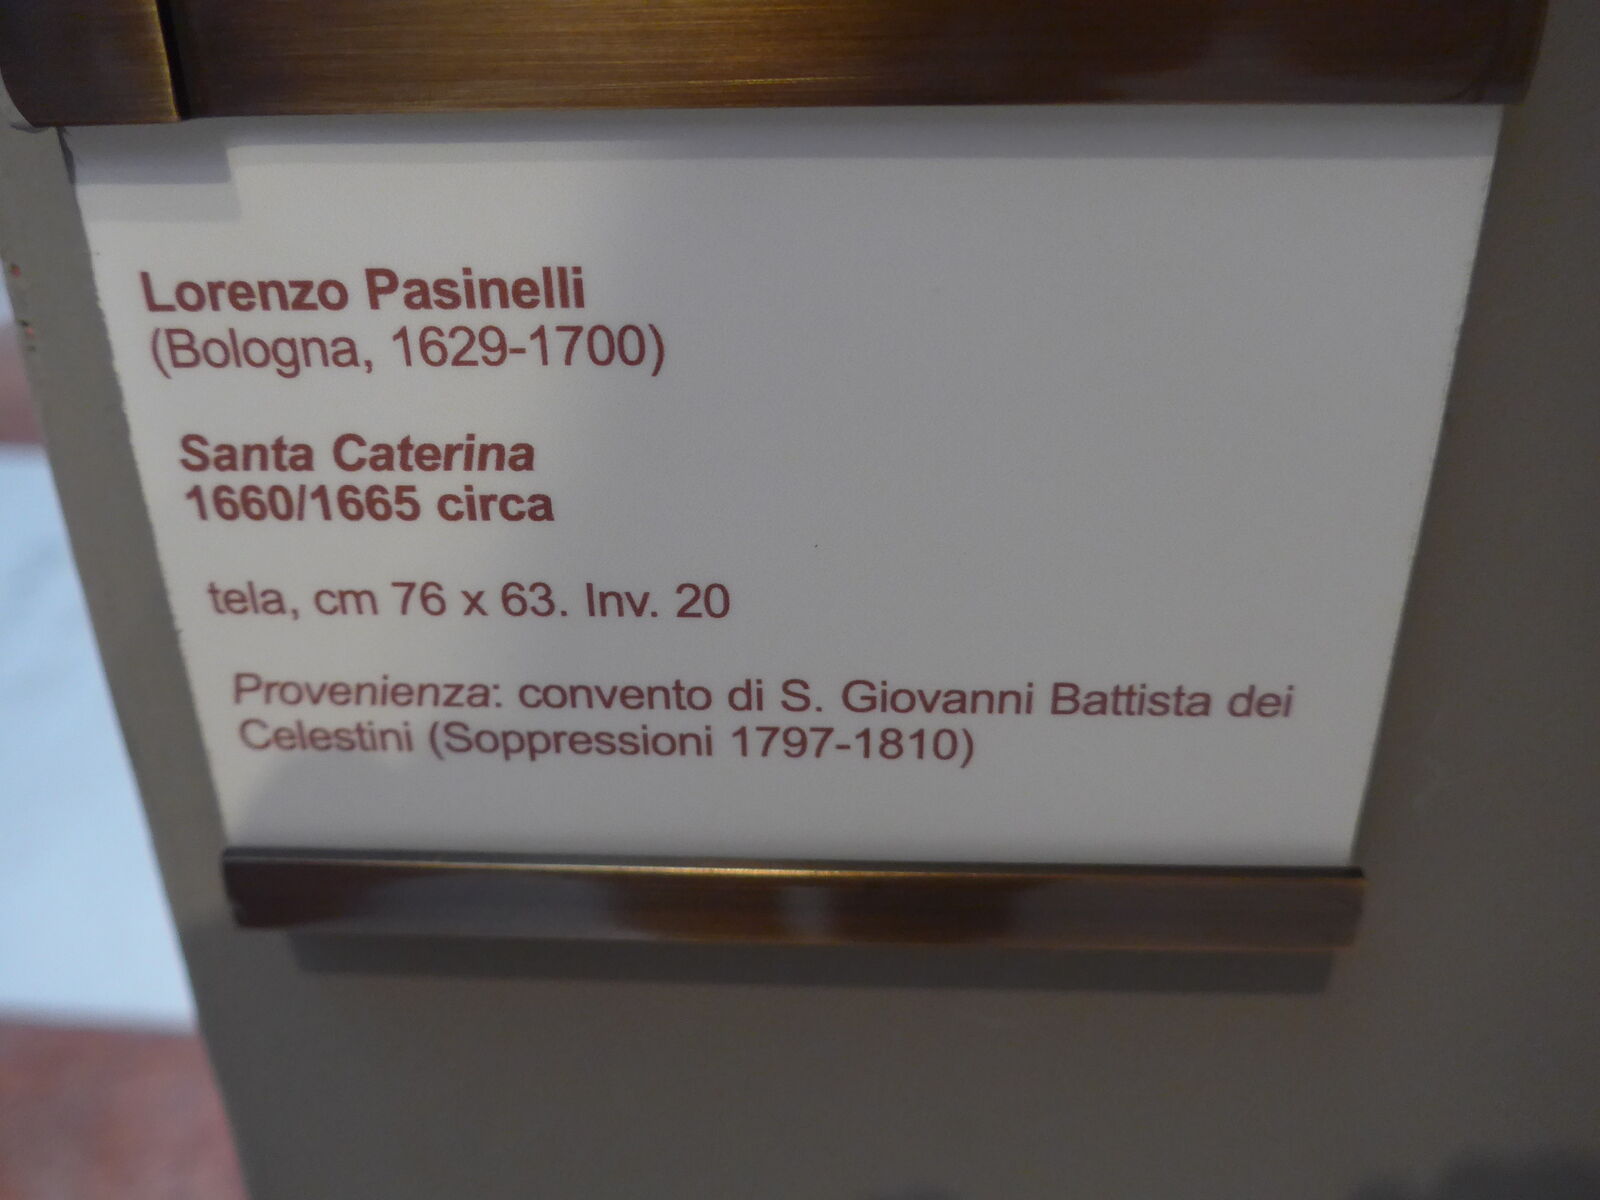 Lorenzo Pasinelli
(Bologna, 1629-1700)
Santa Caterina
1660/1665 circa
tela, cm 76 x 63. Inv. 20
Provenienza: convento di S. Giovanni Battista dei
Celestini (Soppressioni 1797-1810)